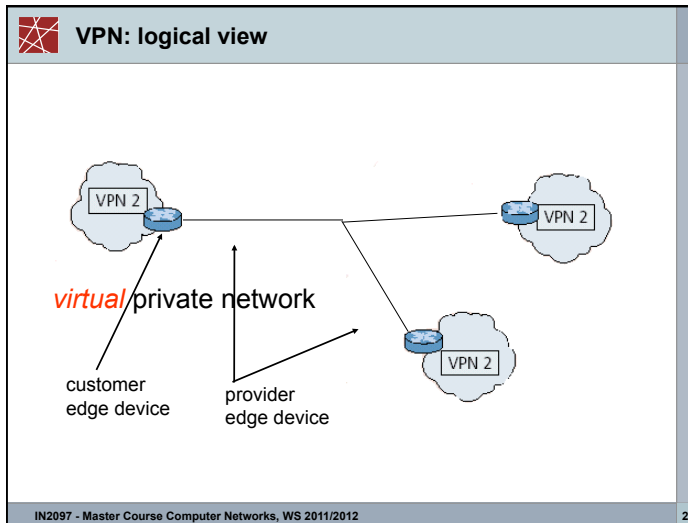 VPN: logical view
VPN 2
VPN 2
virtual private network
VPN 2
customer
edge device
provider
edge device
IN2097 - Master Course Computer Networks, WS 2011/2012
2